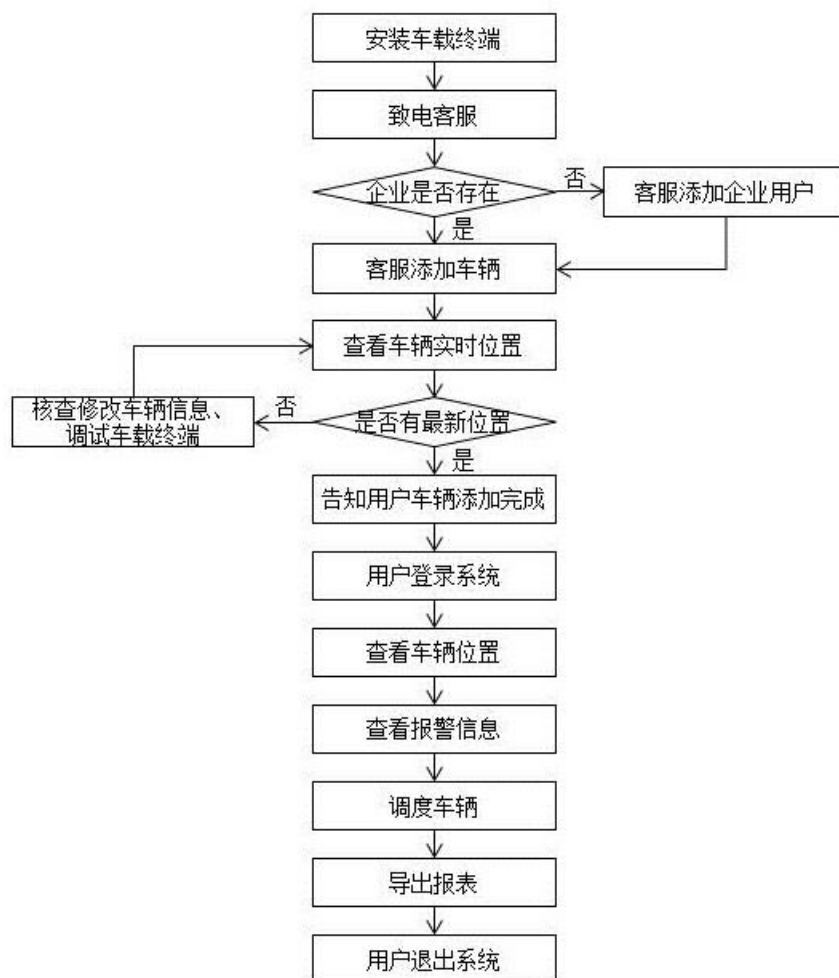 安装车载终端
致电客服
企业是否存在
否
客服添加企业用户
是
客服添加车辆
查看车辆实时位置
核查修改车辆信息、
调试车载终端
否
是否有最新位置
是
告知用户车辆添加完成
用户登录系统
查看车辆位置
查看报警信息
调度车辆
导出报表
用户退出系统